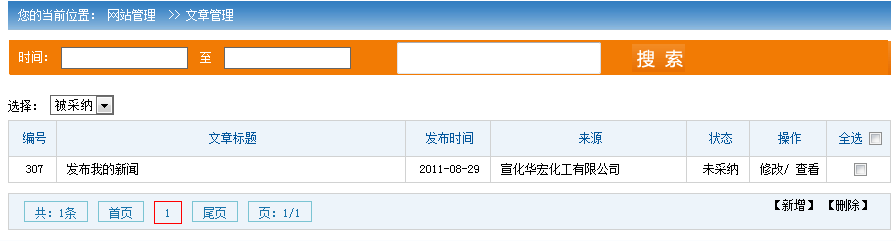 您的当前位置： 网站管理 >> 文章管理
时间： 至 搜 索
选择： 被采纳
编号 文章标题 发布时间 来源 状态 操作 全选
307 发布我的新闻 2011-08-29 宣化华宏化工有限公司 未采纳 修改/ 查看
共：1条 首页 1 尾页 页：1/1 【新增】 【删除】